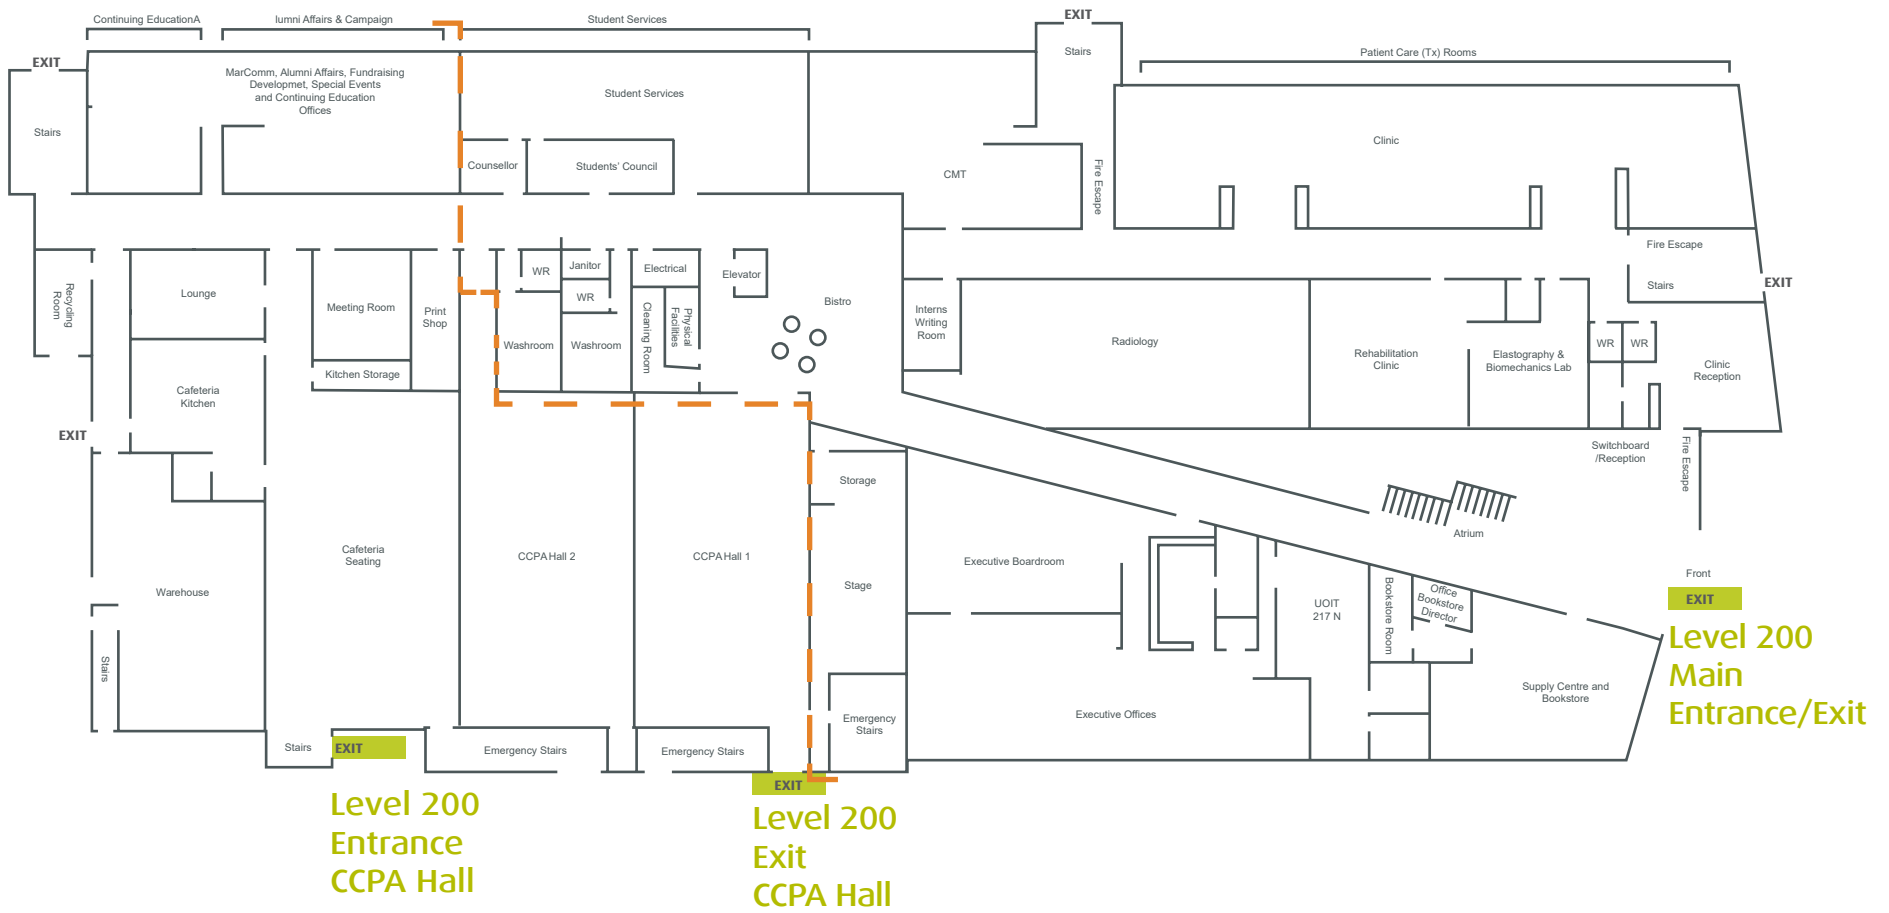 Continuing EducationA
lumni Affairs & Campaign
Student Services
EXIT
Stairs
Patient Care (Tx) Rooms
EXIT
MarComm, Alumni Affairs, Fundraising
Developmet, Special Events
and Continuing Education
Offices
Student Services
Stairs
Clinic
Counsellor
Students' Council
CMT
Fire Escape
Fire Escape
Stairs
EXIT
Recycling
Room
Lounge
Meeting Room
Print
Shop
WR
Janitor
WR
Electrical
Elevator
Bistro
Cleaning Room
Physical
Facilities
Washroom
Washroom
Interns
Writing
Room
Radiology
Rehabilitation
Clinic
Elastography &
Biomechanics Lab
WR
WR
Clinic
Reception
Kitchen Storage
Cafeteria
Kitchen
EXIT
Switchboard
/Reception
Fire Escape
Storage
Atrium
Cafeteria
Seating
CCPA Hall 2
CCPA Hall 1
Executive Boardroom
Stage
Warehouse
UOIT
217 N
Bookstore Room
Office
Bookstore
Director
Front
EXIT
Level 200
Main
Entrance/Exit
Stairs
Supply Centre and
Bookstore
Executive Offices
Emergency
Stairs
Stairs
EXIT
Emergency Stairs
Emergency Stairs
EXIT
Level 200
Entrance
CCPA Hall
Level 200
Exit
CCPA Hall